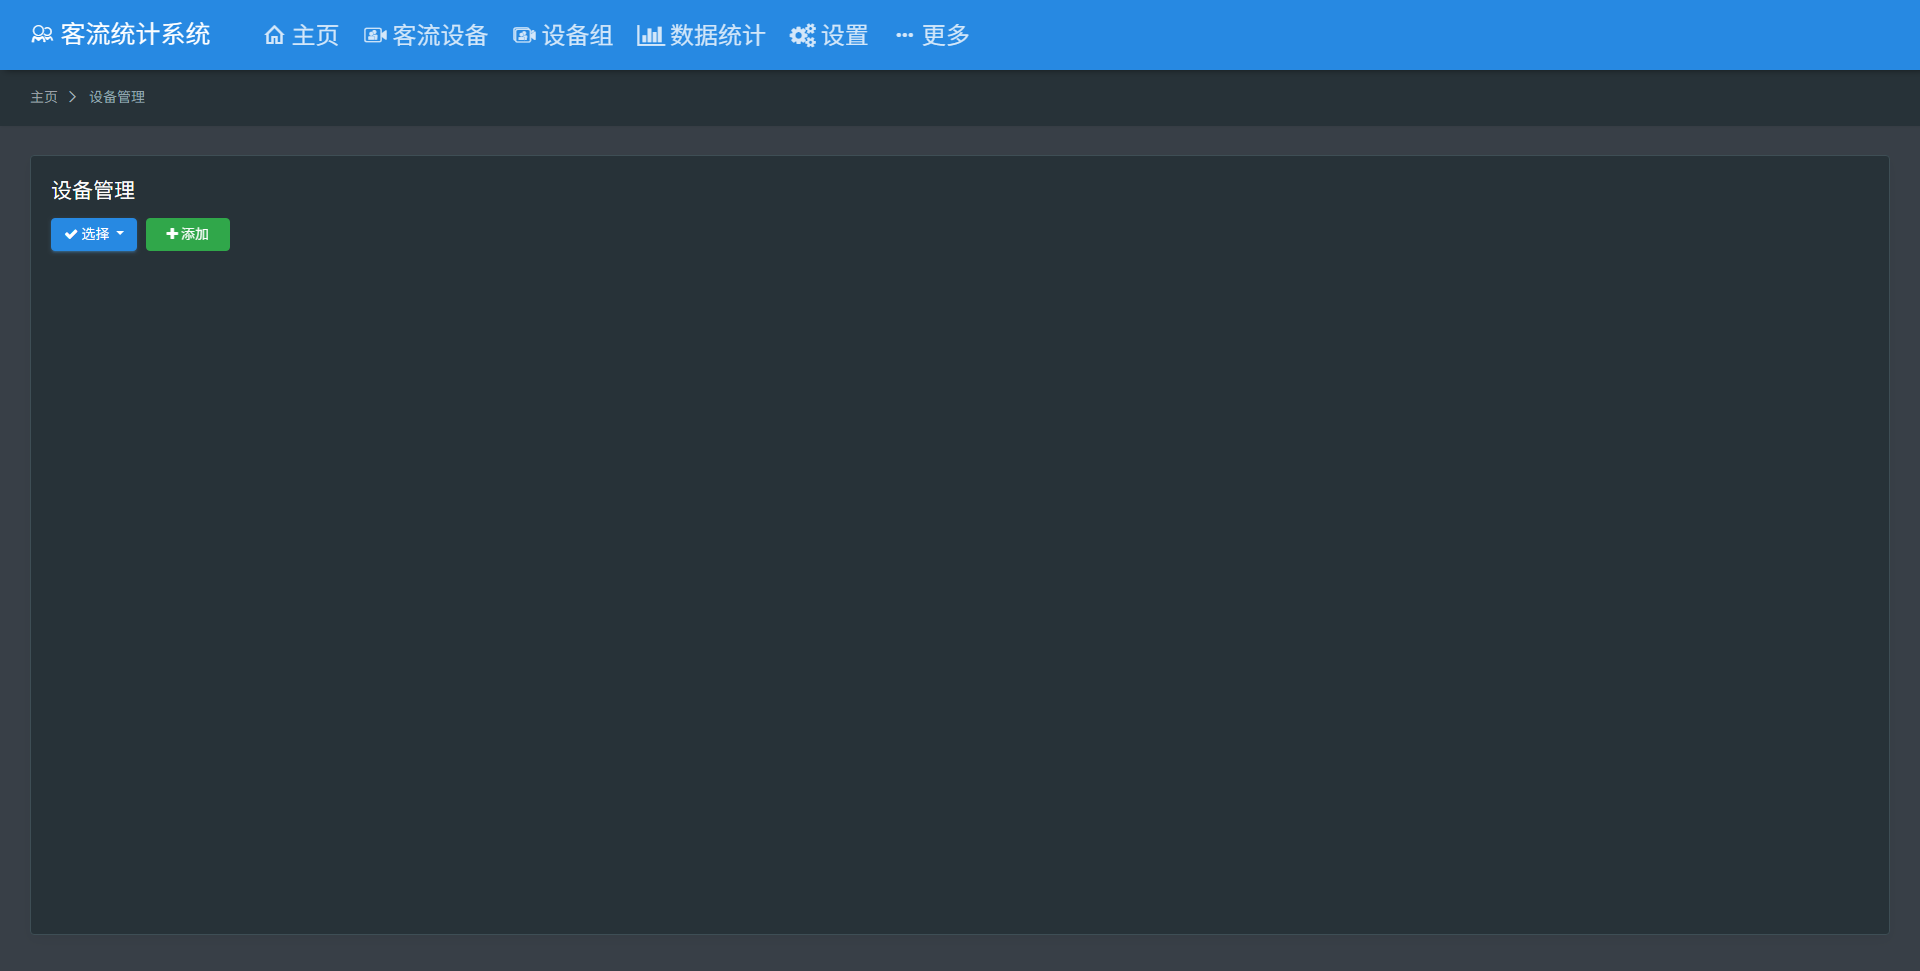 客流统计系统 主页 客流设备 设备组 数据统计 设置 更多
主页 设备管理
设备管理
选择 添加